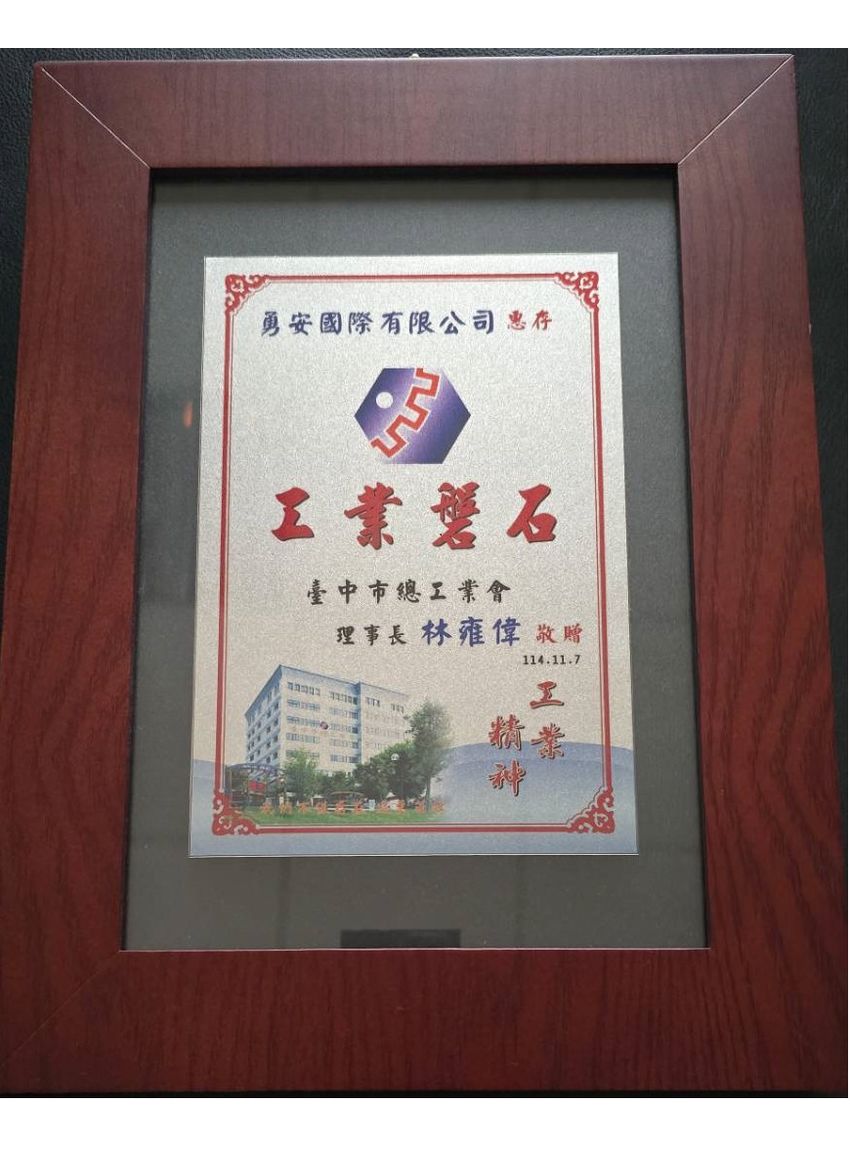 勇安國際有限公司 惠存
工業磐石
臺中市總工業會
理事長 林雍偉 敬贈
114.11.7
工業
精神